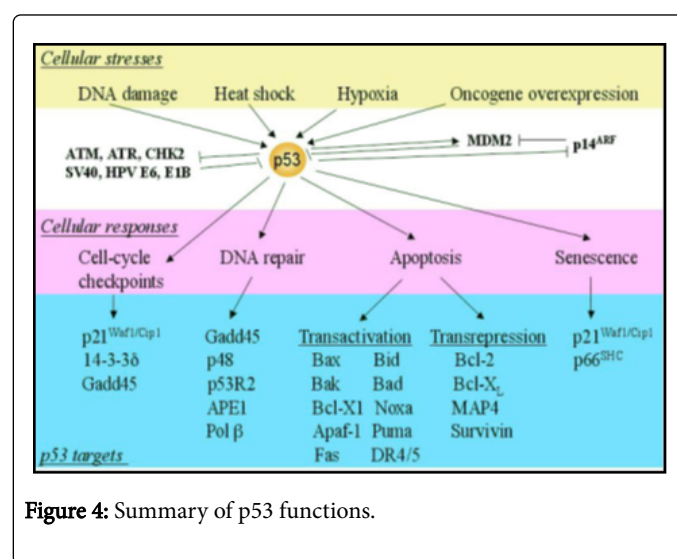 Cellular stresses
DNA damage Heat shock Hypoxia Oncogene overexpression
ATM, ATR, CHK2 p53 MDM2 p14ARF
SV40, HPV E6, E1B
Cellular responses
Cell-cycle checkpoints DNA repair Apoptosis Senescence
p21Waf1/Cip1 Gadd45 Transactivation Transrepression p21Waf1/Cip1
14-3-3δ p48 Bax Bid Bcl-2 p66SHC
Gadd45 p53R2 Bak Bad Bcl-XL
APE1 Bcl-X1 Noxa MAP4
Pol β Apaf-1 Puma Survivin
Fas DR4/5
p53 targets
Figure 4: Summary of p53 functions.